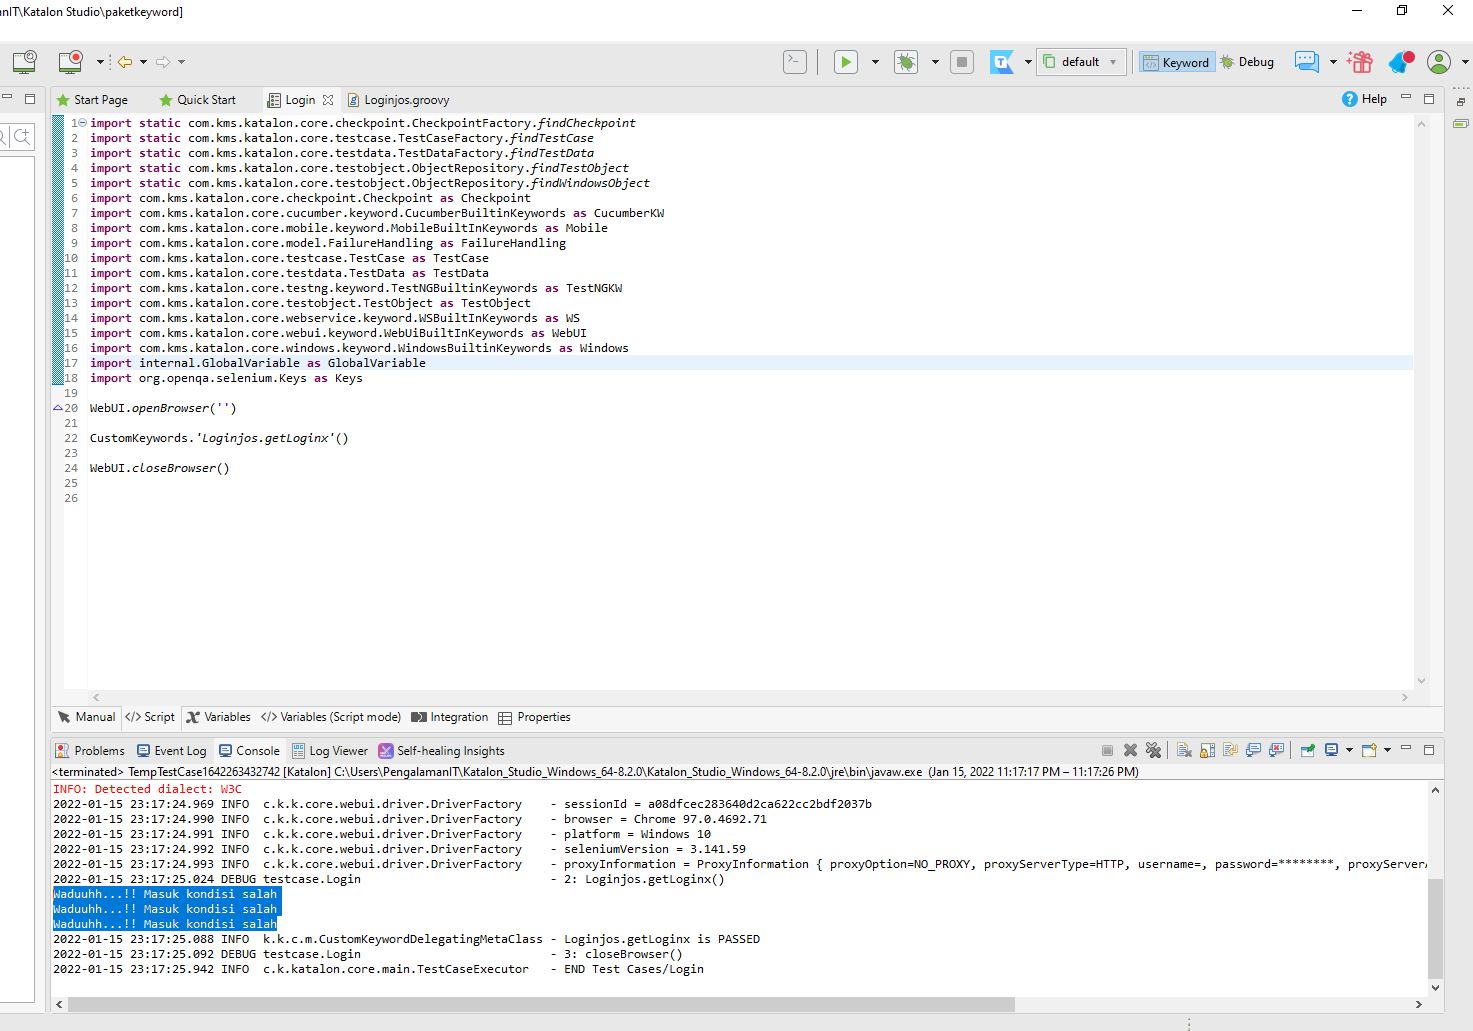 nIT\Katalon Studio\paketkeyword]
default
Keyword
Debug
Start Page
Quick Start
Login
Loginjos.groovy
Help
1 import static com.kms.katalon.core.checkpoint.CheckpointFactory.findCheckpoint
2 import static com.kms.katalon.core.testcase.TestCaseFactory.findTestCase
3 import static com.kms.katalon.core.testdata.TestDataFactory.findTestData
4 import static com.kms.katalon.core.testobject.ObjectRepository.findTestObject
5 import static com.kms.katalon.core.testobject.ObjectRepository.findWindowsObject
6 import com.kms.katalon.core.checkpoint.Checkpoint as Checkpoint
7 import com.kms.katalon.core.cucumber.keyword.CucumberBuiltinKeywords as CucumberKW
8 import com.kms.katalon.core.mobile.keyword.MobileBuiltInKeywords as Mobile
9 import com.kms.katalon.core.model.FailureHandling as FailureHandling
10 import com.kms.katalon.core.testcase.TestCase as TestCase
11 import com.kms.katalon.core.testdata.TestData as TestData
12 import com.kms.katalon.core.testng.keyword.TestNGBuiltinKeywords as TestNGKW
13 import com.kms.katalon.core.testobject.TestObject as TestObject
14 import com.kms.katalon.core.webservice.keyword.WSBuiltInKeywords as WS
15 import com.kms.katalon.core.webui.keyword.WebUiBuiltInKeywords as WebUI
16 import com.kms.katalon.core.windows.keyword.WindowsBuiltinKeywords as Windows
17 import internal.GlobalVariable as GlobalVariable
18 import org.openqa.selenium.Keys as Keys
19
20 WebUI.openBrowser('')
21
22 CustomKeywords.'Loginjos.getLoginx'()
23
24 WebUI.closeBrowser()
25
26
Manual
</> Script
Variables
</> Variables (Script mode)
Integration
Properties
Problems
Event Log
Console
Log Viewer
Self-healing Insights
<terminated> TempTestCase1642263432742 [Katalon] C:\Users\PengalamanIT\Katalon_Studio_Windows_64-8.2.0\Katalon_Studio_Windows_64-8.2.0\jre\bin\javaw.exe (Jan 15, 2022 11:17:17 PM – 11:17:26 PM)
INFO: Detected dialect: W3C
2022-01-15 23:17:24.969 INFO c.k.k.core.webui.driver.DriverFactory - sessionId = a08dfcec283640d2ca622cc2bdf2037b
2022-01-15 23:17:24.990 INFO c.k.k.core.webui.driver.DriverFactory - browser = Chrome 97.0.4692.71
2022-01-15 23:17:24.991 INFO c.k.k.core.webui.driver.DriverFactory - platform = Windows 10
2022-01-15 23:17:24.992 INFO c.k.k.core.webui.driver.DriverFactory - seleniumVersion = 3.141.59
2022-01-15 23:17:24.993 INFO c.k.k.core.webui.driver.DriverFactory - proxyInformation = ProxyInformation { proxyOption=NO_PROXY, proxyServerType=HTTP, username=, password=********, proxyServerA
2022-01-15 23:17:25.024 DEBUG testcase.Login - 2: Loginjos.getLoginx()
Waduuhh...!! Masuk kondisi salah
Waduuhh...!! Masuk kondisi salah
Waduuhh...!! Masuk kondisi salah
2022-01-15 23:17:25.088 INFO k.k.c.m.CustomKeywordDelegatingMetaClass - Loginjos.getLoginx is PASSED
2022-01-15 23:17:25.092 DEBUG testcase.Login - 3: closeBrowser()
2022-01-15 23:17:25.942 INFO c.k.katalon.core.main.TestCaseExecutor - END Test Cases/Login